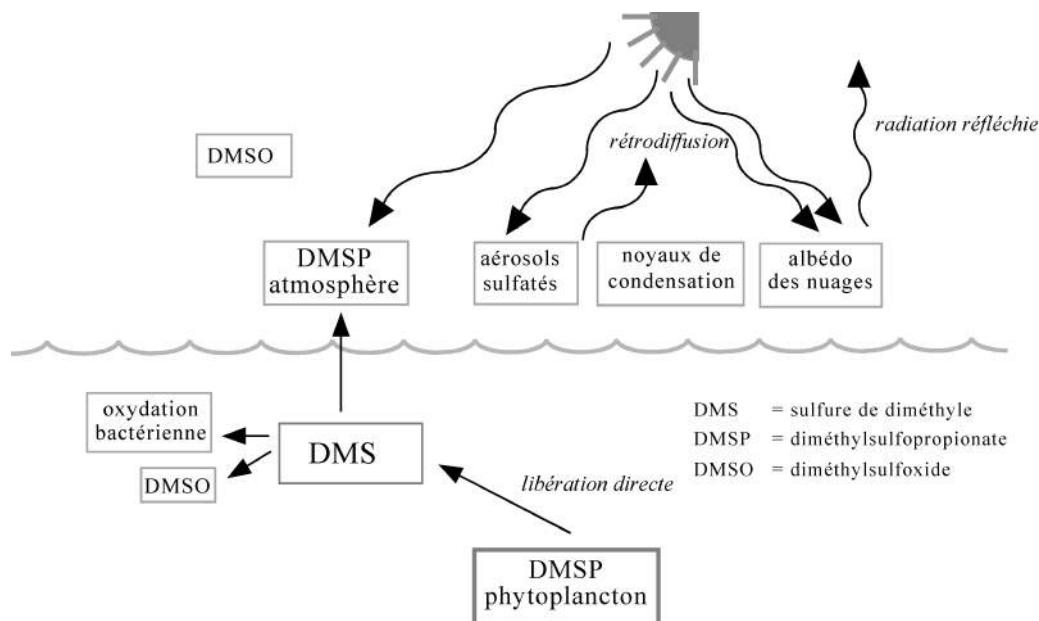 radiation réfléchie
rétrodiffusion
DMSO
DMSP
atmosphère
aérosols
sulfatés
noyaux de
condensation
albédo
des nuages
oxydation
bactérienne
DMS
DMSO
libération directe
DMS = sulfure de diméthyle
DMSP = diméthylsulfopropionate
DMSO = diméthylsulfoxide
DMSP
phytoplancton